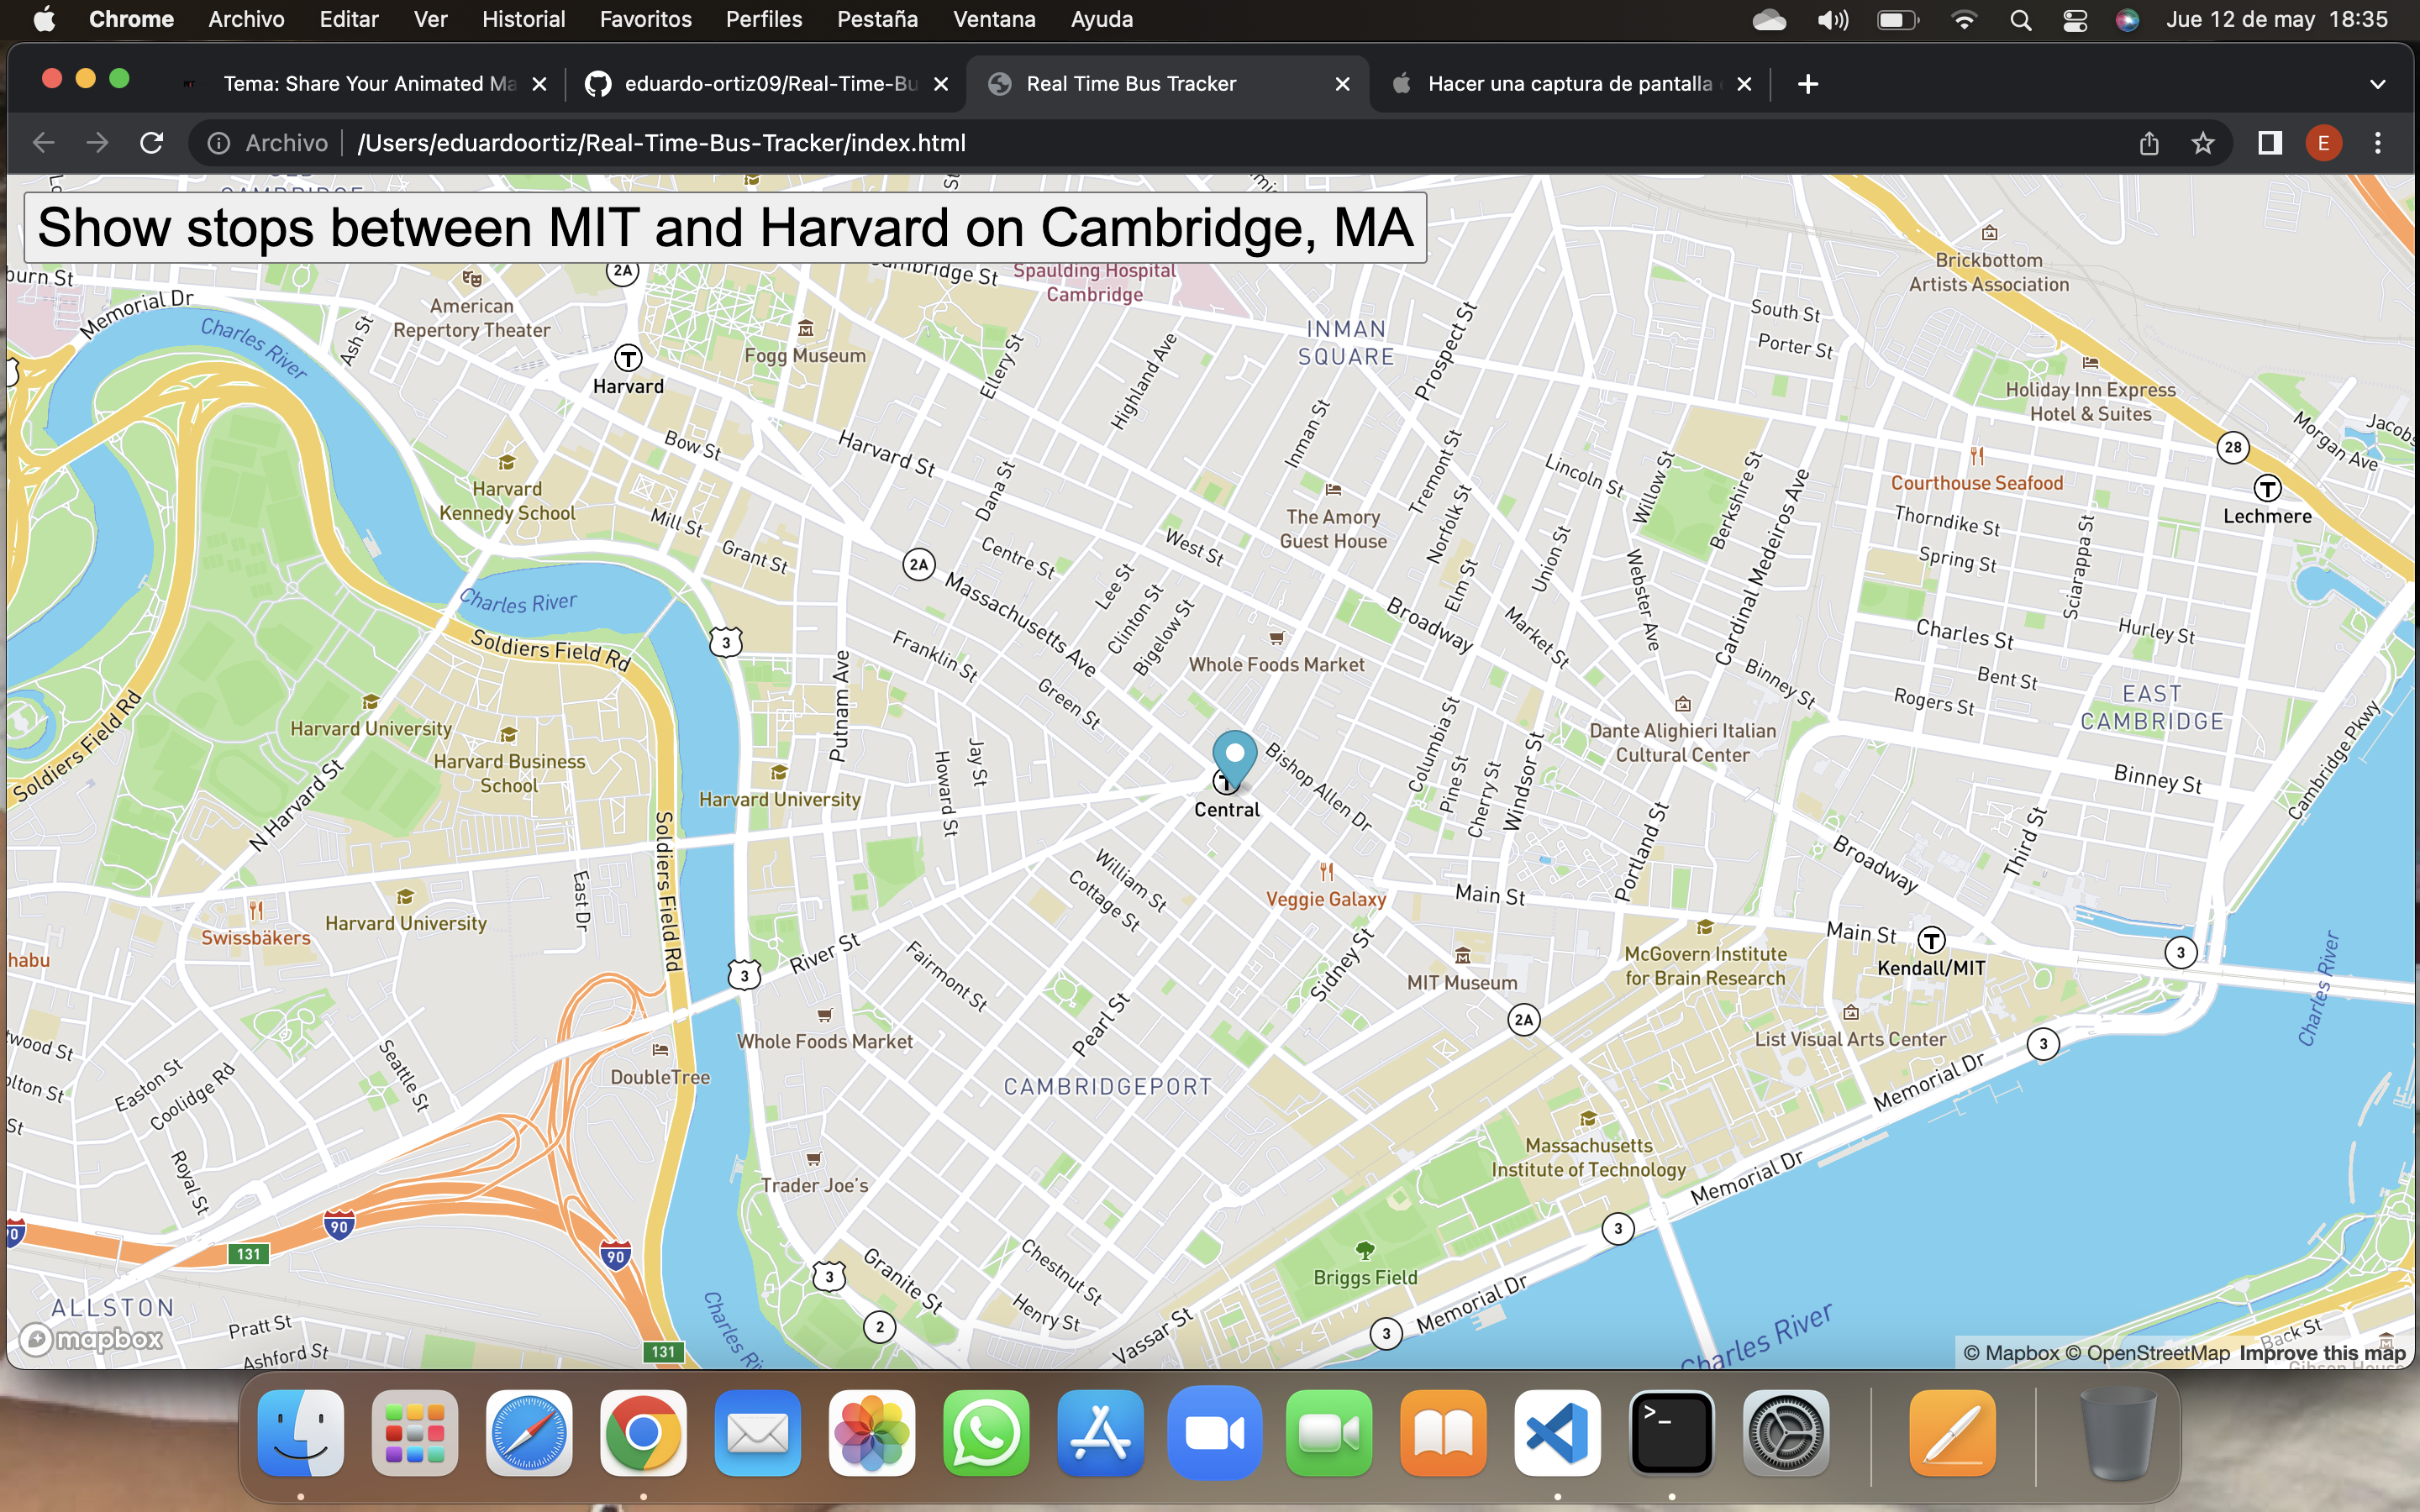 Chrome Archivo Editar Ver Historial Favoritos Perfiles Pestaña Ventana Ayuda Jue 12 de may 18:35
Tema: Share Your Animated Ma
eduardo-ortiz09/Real-Time-Bu
Real Time Bus Tracker
Hacer una captura de pantalla
Archivo /Users/eduardoortiz/Real-Time-Bus-Tracker/index.html
E
Show stops between MIT and Harvard on Cambridge, MA
burn St
Memorial Dr
Charles River
Ash St
American
Repertory Theater
2A
Harvard
Fogg Museum
Spaulding Hospital
Cambridge
Ellery St
Highland Ave
INMAN
SQUARE
Prospect St
South St
Porter St
Brickbottom
Artists Association
Holiday Inn Express
Hotel & Suites
28
Morgan Ave
Jacobs
Lechmere
Courthouse Seafood
Bow St
Harvard St
Dana St
Inman St
Tremont St
Norfolk St
Lincoln St
Willow St
Berkshire St
Cardinal Medeiros Ave
Harvard
Kennedy School
Mill St
Grant St
2A
Centre St
West St
The Amory
Guest House
Elm St
Union St
Webster Ave
Thorndike St
Spring St
Sciarappa St
Charles River
Soldiers Field Rd
3
Massachusetts Ave
Lee St
Clinton St
Bigelow St
Franklin St
Green St
Whole Foods Market
Broadway
Market St
Binney St
Charles St
Hurley St
Bent St
Rogers St
EAST
CAMBRIDGE
Soldiers Field Rd
Harvard University
Harvard Business
School
N Harvard St
Putnam Ave
Harvard University
Howard St
Jay St
Central
Bishop Allen Dr
Columbia St
Pine St
Cherry St
Windsor St
Dante Alighieri Italian
Cultural Center
Portland St
Binney St
Cambridge Pkwy
Third St
Broadway
Soldiers Field Rd
East Dr
Harvard University
Swissbäkers
habu
William St
Cottage St
Veggie Galaxy
Main St
Main St
Kendall/MIT
3
Charles River
3
River St
Fairmont St
Pearl St
Sidney St
MIT Museum
McGovern Institute
for Brain Research
2A
List Visual Arts Center
3
Memorial Dr
Whole Foods Market
DoubleTree
CAMBRIDGEPORT
Easton St
Coolidge Rd
Seattle St
Royal St
St
Trader Joe's
Massachusetts
Institute of Technology
Memorial Dr
3
90
131
90
Briggs Field
3
Granite St
Chestnut St
Henry St
Memorial Dr
3
Vassar St
2
ALLSTON
Pratt St
Ashford St
131
Charles River
Back St
mapbox
© Mapbox © OpenStreetMap Improve this map